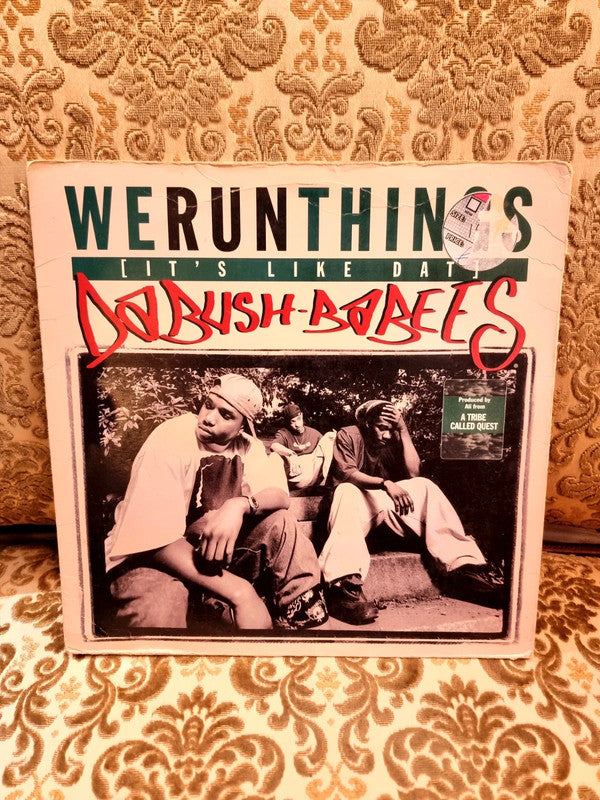 WERUNTHINGS
[IT'S LIKE DAT]
DA BUSH-BABEES
Produced by
Ali from
A TRIBE
CALLED QUEST